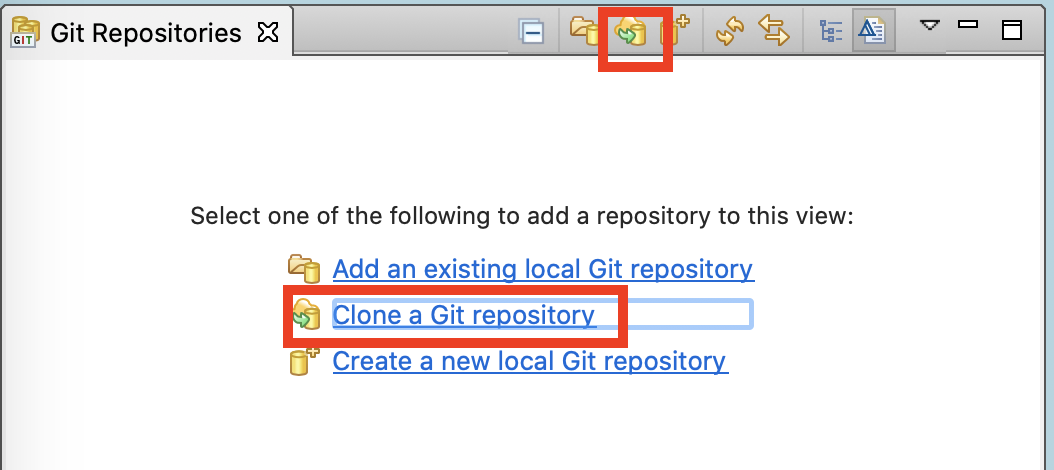 GIT Git Repositories
Select one of the following to add a repository to this view:
Add an existing local Git repository
Clone a Git repository
Create a new local Git repository